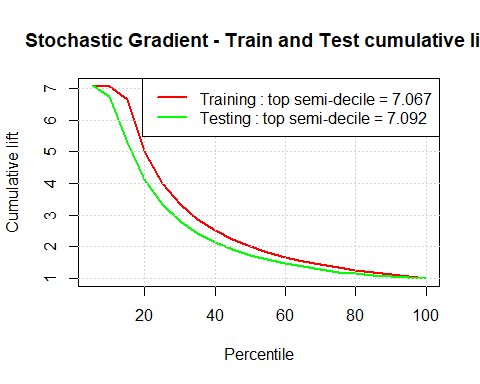 Stochastic Gradient - Train and Test cumulative li
Training : top semi-decile = 7.067
Testing : top semi-decile = 7.092
7
6
5
4
3
2
1
Cumulative lift
20 40 60 80 100
Percentile